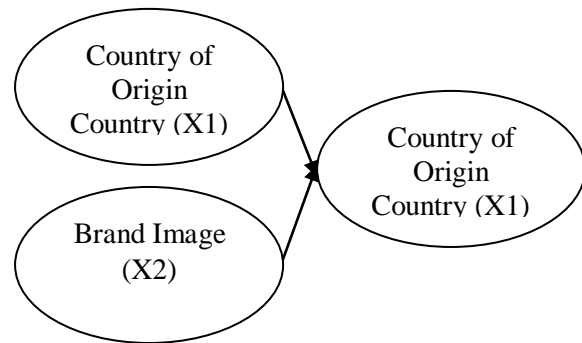 Country of
Origin
Country (X1)
Country of
Origin
Country (X1)
Brand Image
(X2)